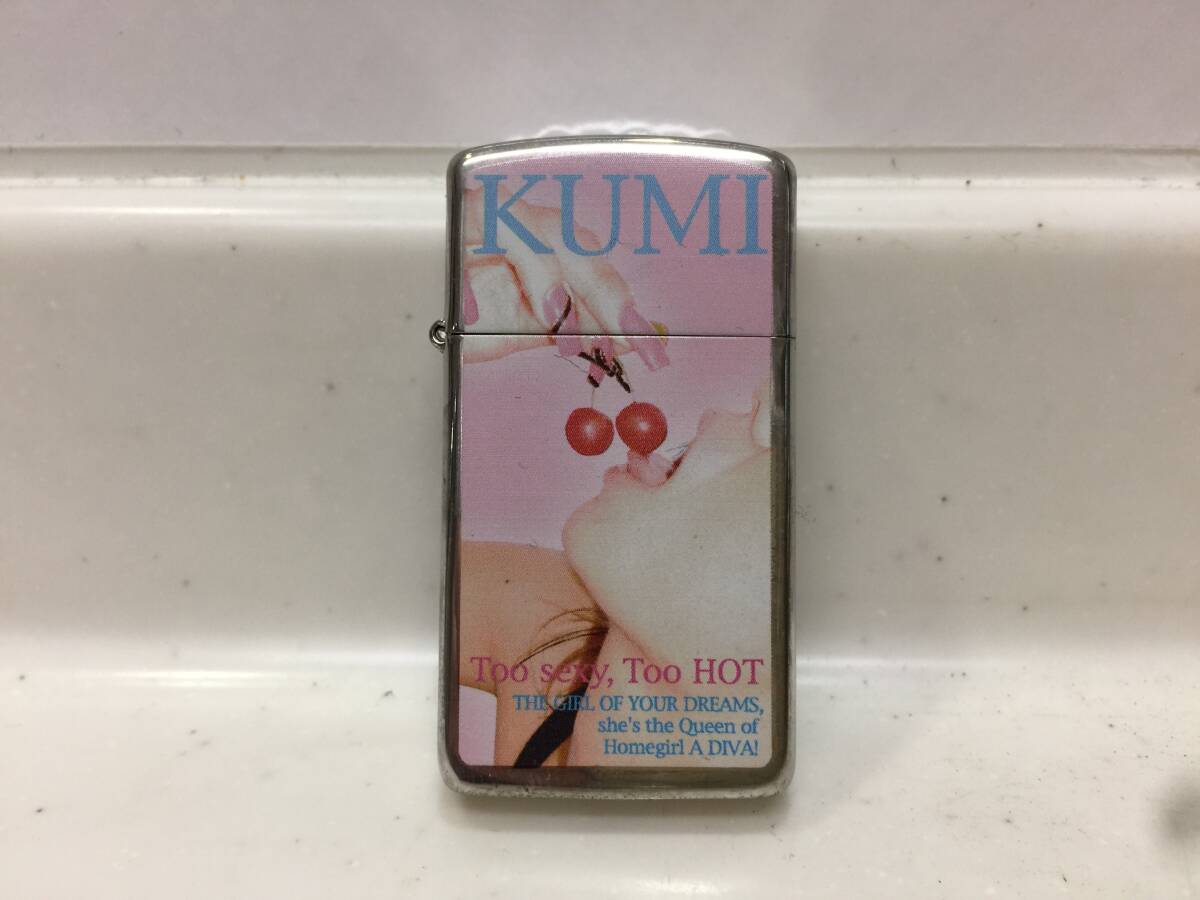 KUMI
Too sexy, Too HOT
THE GIRL OF YOUR DREAMS,
she's the Queen of
Homegirl A DIVA!